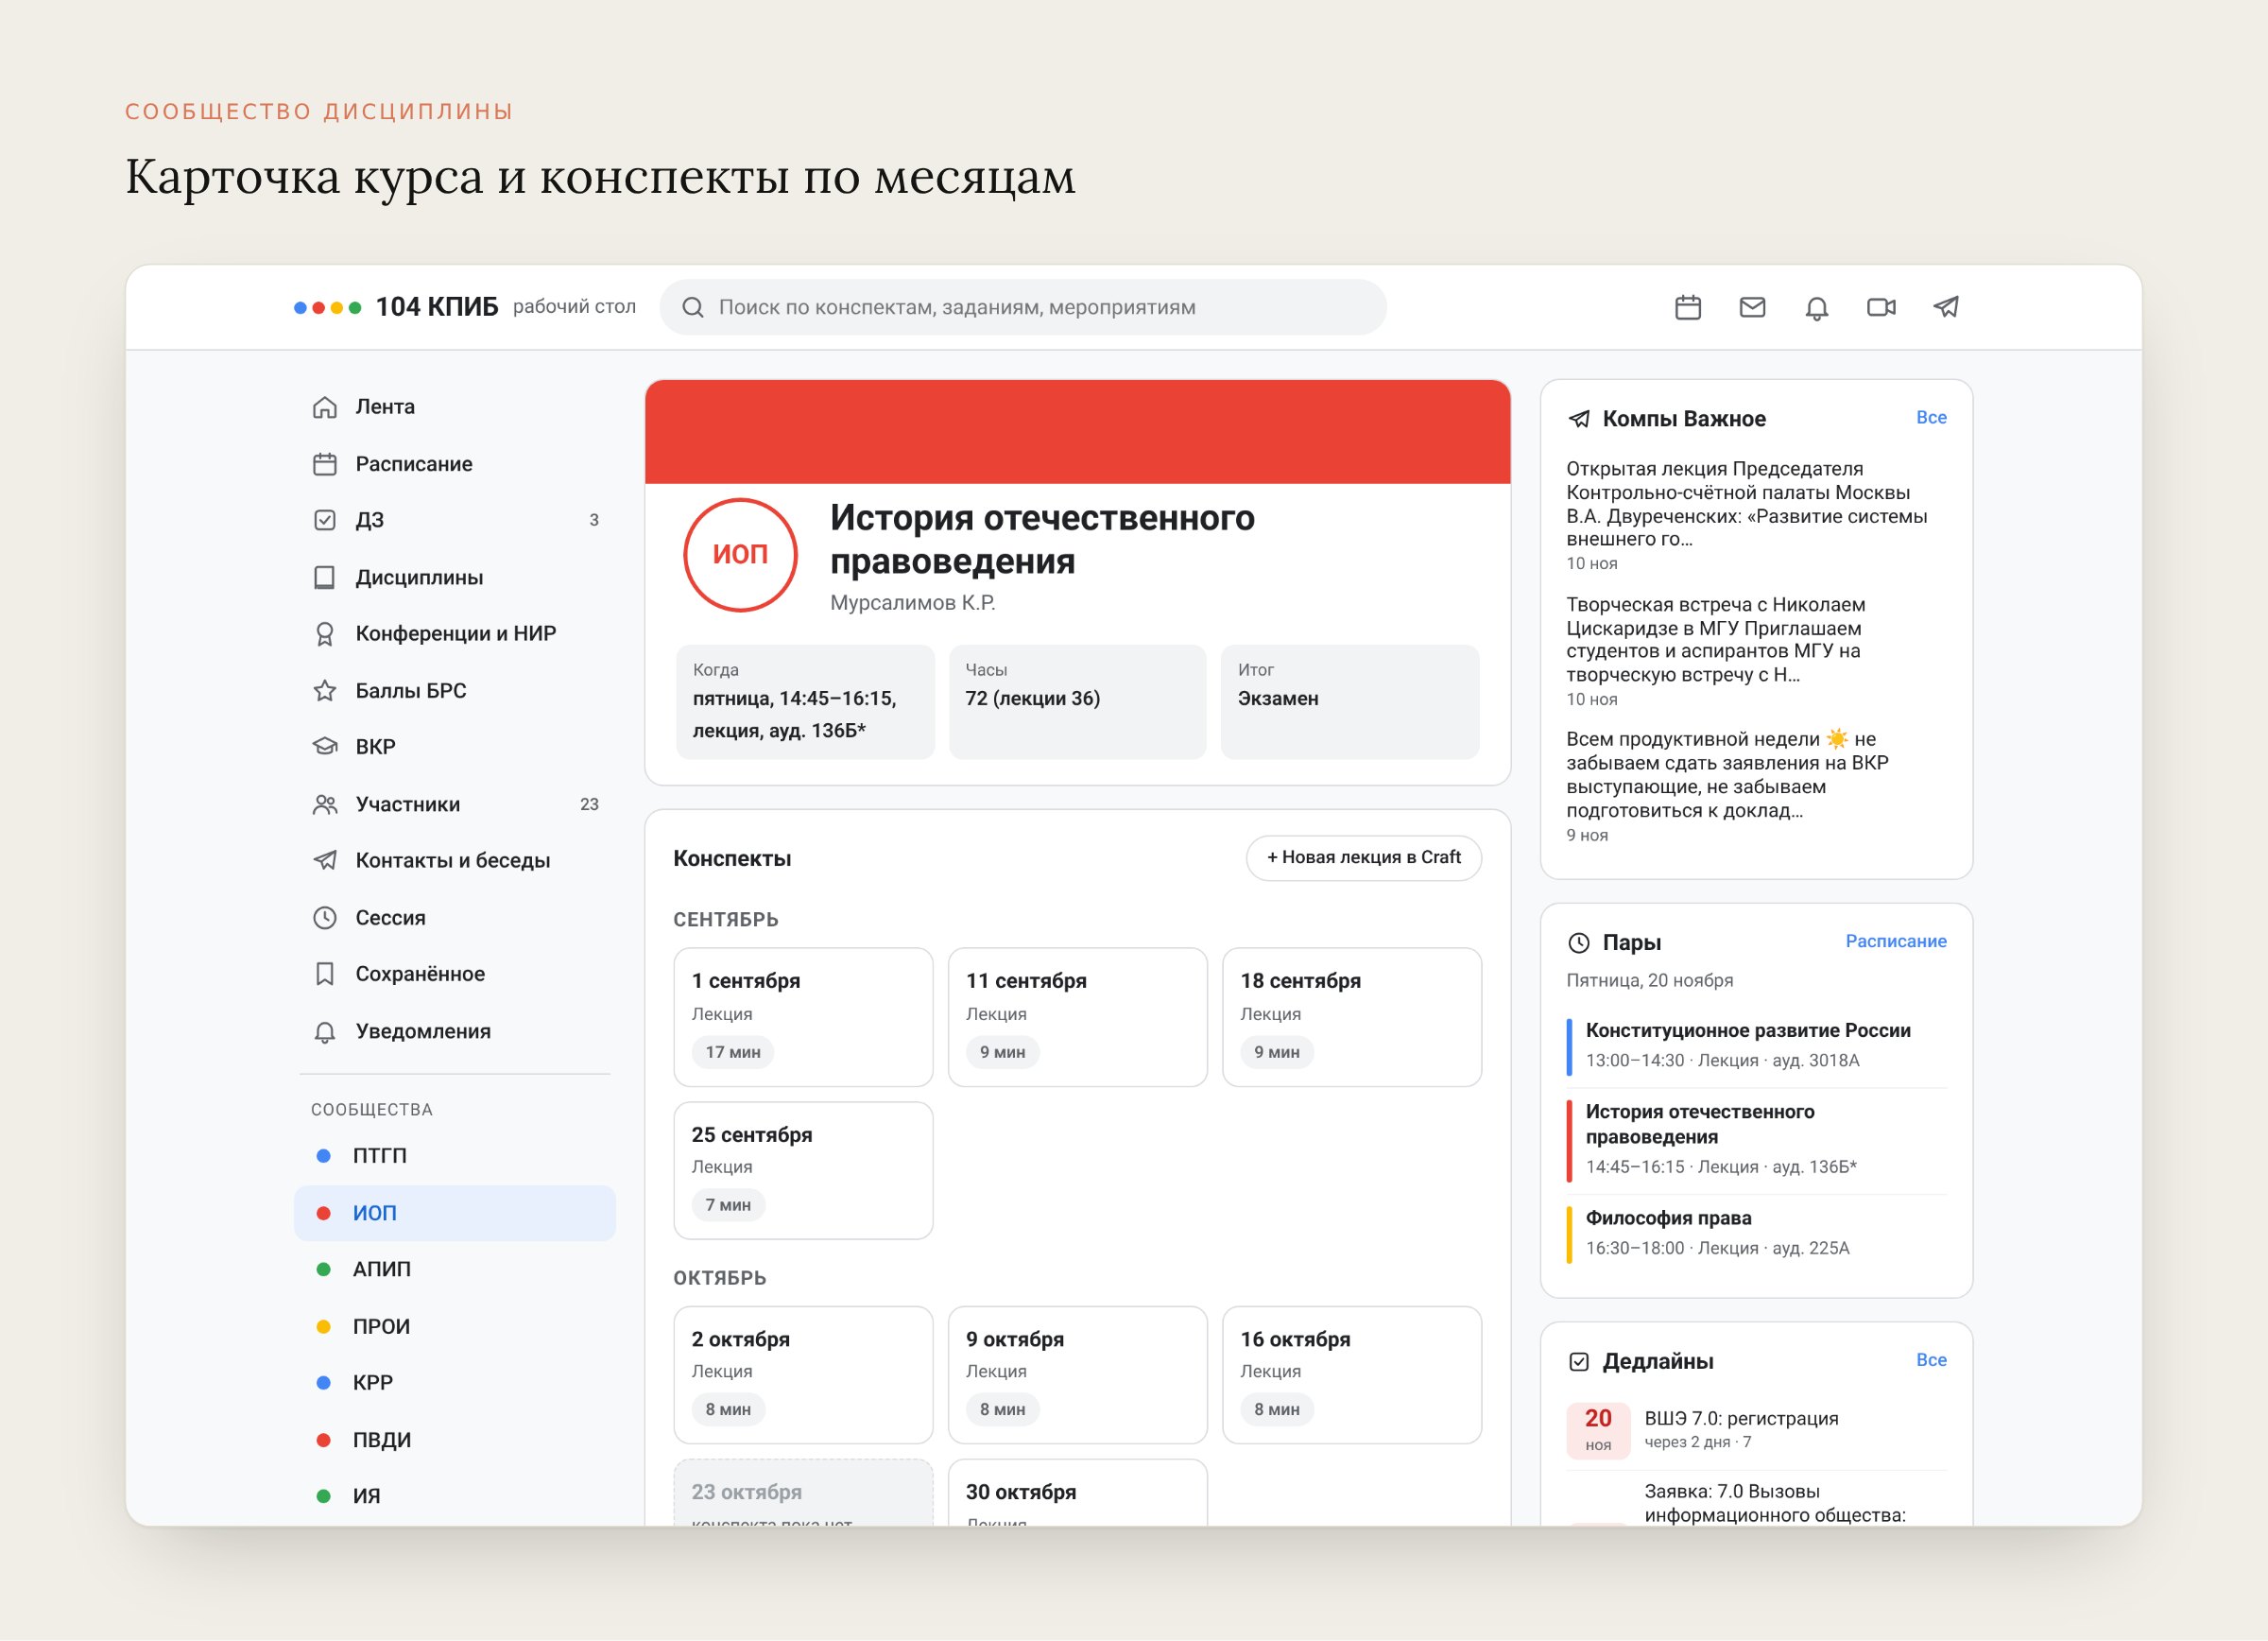 СООБЩЕСТВО ДИСЦИПЛИНЫ
Карточка курса и конспекты по месяцам
104 КПИБ рабочий стол
Поиск по конспектам, заданиям, мероприятиям
Лента
Расписание
ДЗ 3
Дисциплины
Конференции и НИР
Баллы БРС
ВКР
Участники 23
Контакты и беседы
Сессия
Сохранённое
Уведомления
СООБЩЕСТВА
ПТГП
ИОП
АПИП
ПРОИ
КРР
ПВДИ
ИЯ
ИОП
История отечественного
правоведения
Мурсалимов К.Р.
Когда
пятница, 14:45–16:15,
лекция, ауд. 136Б*
Часы
72 (лекции 36)
Итог
Экзамен
Конспекты
+ Новая лекция в Craft
СЕНТЯБРЬ
1 сентября
Лекция
17 мин
11 сентября
Лекция
9 мин
18 сентября
Лекция
9 мин
25 сентября
Лекция
7 мин
ОКТЯБРЬ
2 октября
Лекция
8 мин
9 октября
Лекция
8 мин
16 октября
Лекция
8 мин
23 октября
конспекта пока нет
30 октября
Лекция
Компы Важное
Все
Открытая лекция Председателя
Контрольно-счётной палаты Москвы
В.А. Двуреченских: «Развитие системы
внешнего го...
10 ноя
Творческая встреча с Николаем
Цискаридзе в МГУ Приглашаем
студентов и аспирантов МГУ на
творческую встречу с Н...
10 ноя
Всем продуктивной недели ☀️ не
забываем сдать заявления на ВКР
выступающие, не забываем
подготовиться к доклад...
9 ноя
Пары
Расписание
Пятница, 20 ноября
Конституционное развитие России
13:00–14:30 · Лекция · ауд. 3018А
История отечественного
правоведения
14:45–16:15 · Лекция · ауд. 136Б*
Философия права
16:30–18:00 · Лекция · ауд. 225А
Дедлайны
Все
20
ноя
ВШЭ 7.0: регистрация
через 2 дня · 7
Заявка: 7.0 Вызовы
информационного общества: